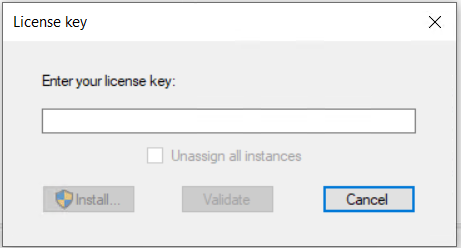 License key
Enter your license key:
Unassign all instances
Install...
Validate
Cancel